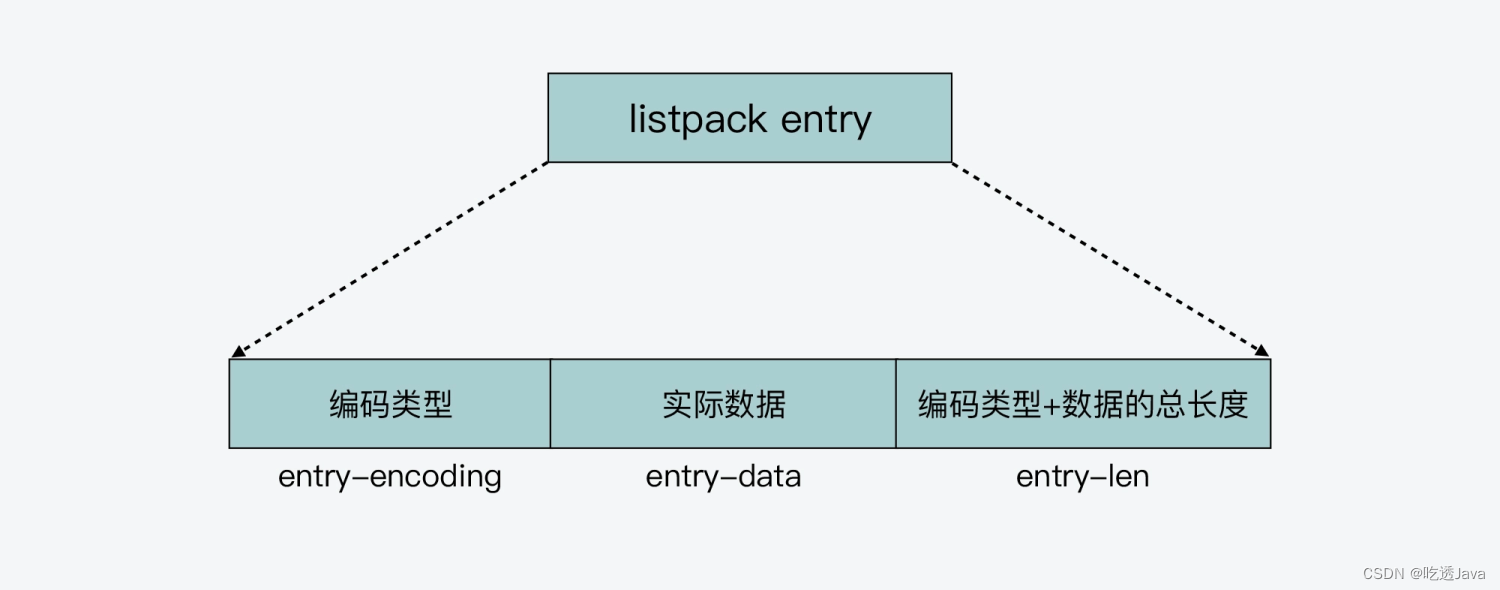 listpack entry
编码类型
实际数据
编码类型+数据的总长度
entry-encoding
entry-data
entry-len
CSDN @吃透Java